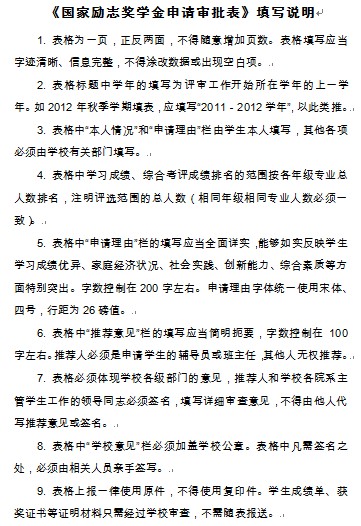 《国家励志奖学金申请审批表》填写说明
1. 表格为一页，正反两面，不得随意增加页数。表格填写应当
字迹清晰、信息完整，不得涂改数据或出现空白项。
2. 表格标题中学年的填写为评审工作开始所在学年的上一学
年。如 2012 年秋季学期填表，应填写“2011－2012 学年”，以此类推。
3. 表格中“本人情况”和“申请理由”栏由学生本人填写，其他各项
必须由学校有关部门填写。
4. 表格中学习成绩、综合考评成绩排名的范围按各年级专业总
人数排名，注明评选范围的总人数（相同年级相同专业人数必须一
致）。
5. 表格中“申请理由”栏的填写应当全面详实，能够如实反映学生
学习成绩优异、家庭经济状况、社会实践、创新能力、综合素质等方
面特别突出。字数控制在 200 字左右。申请理由字体统一使用宋体、
四号，行距为 26 磅值。
6. 表格中“推荐意见”栏的填写应当简明扼要，字数控制在 100
字左右。推荐人必须是申请学生的辅导员或班主任，其他人无权推荐。
7. 表格必须体现学校各级部门的意见，推荐人和学校各院系主
管学生工作的领导同志必须签名，填写详细审查意见，不得由他人代
写推荐意见或签名。
8. 表格中“学校意见”栏必须加盖学校公章。表格中凡需签名之
处，必须由相关人员亲手签写。
9. 表格上报一律使用原件，不得使用复印件。学生成绩单、获
奖证书等证明材料只需经过学校审查，不需随表报送。